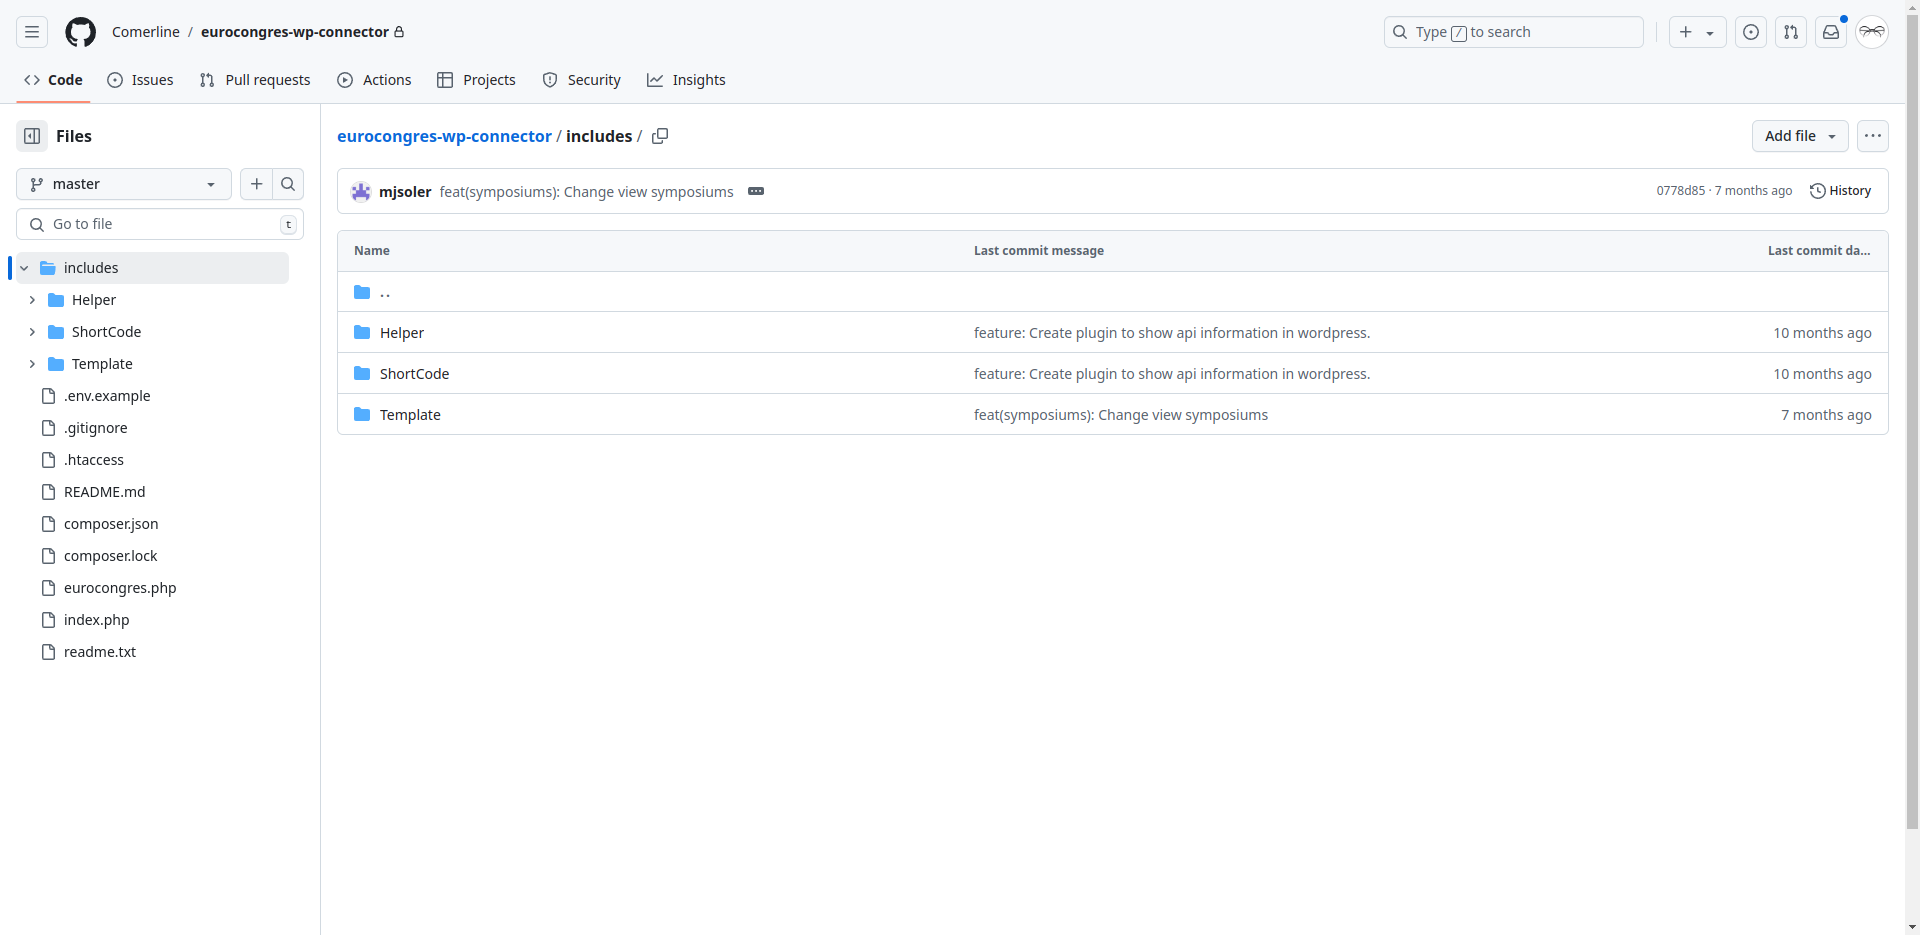 Comerline / eurocongres-wp-connector
Type / to search
Code
Issues
Pull requests
Actions
Projects
Security
Insights
Files
master
Go to file
t
includes
Helper
ShortCode
Template
.env.example
.gitignore
.htaccess
README.md
composer.json
composer.lock
eurocongres.php
index.php
readme.txt
eurocongres-wp-connector / includes /
Add file
mjsoler feat(symposiums): Change view symposiums
0778d85 · 7 months ago
History
Name Last commit message Last commit da...
..
Helper feature: Create plugin to show api information in wordpress. 10 months ago
ShortCode feature: Create plugin to show api information in wordpress. 10 months ago
Template feat(symposiums): Change view symposiums 7 months ago